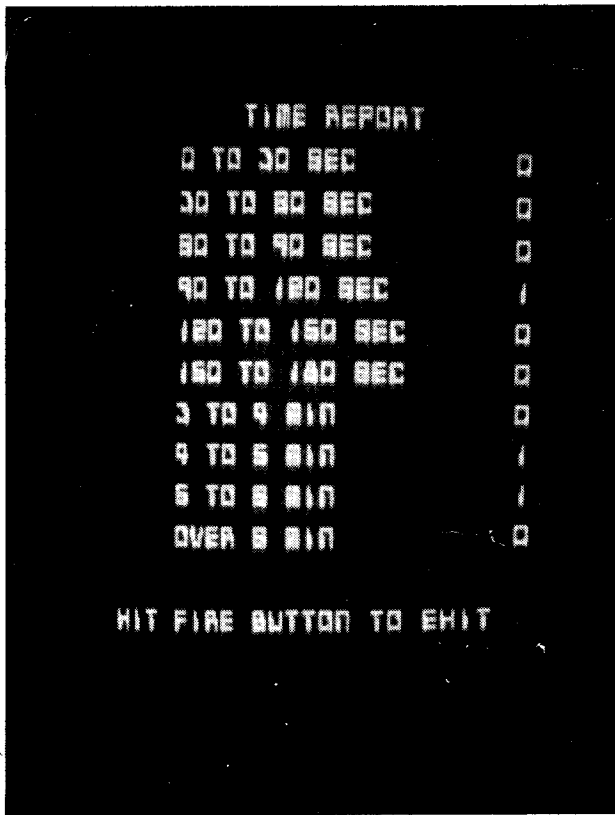 TIME REPORT
0 TO 30 SEC 0
30 TO 60 SEC 0
60 TO 90 SEC 0
90 TO 120 SEC 1
120 TO 150 SEC 0
150 TO 180 SEC 0
3 TO 4 MIN 0
4 TO 5 MIN 1
5 TO 6 MIN 1
OVER 6 MIN 0
HIT FIRE BUTTON TO EXIT